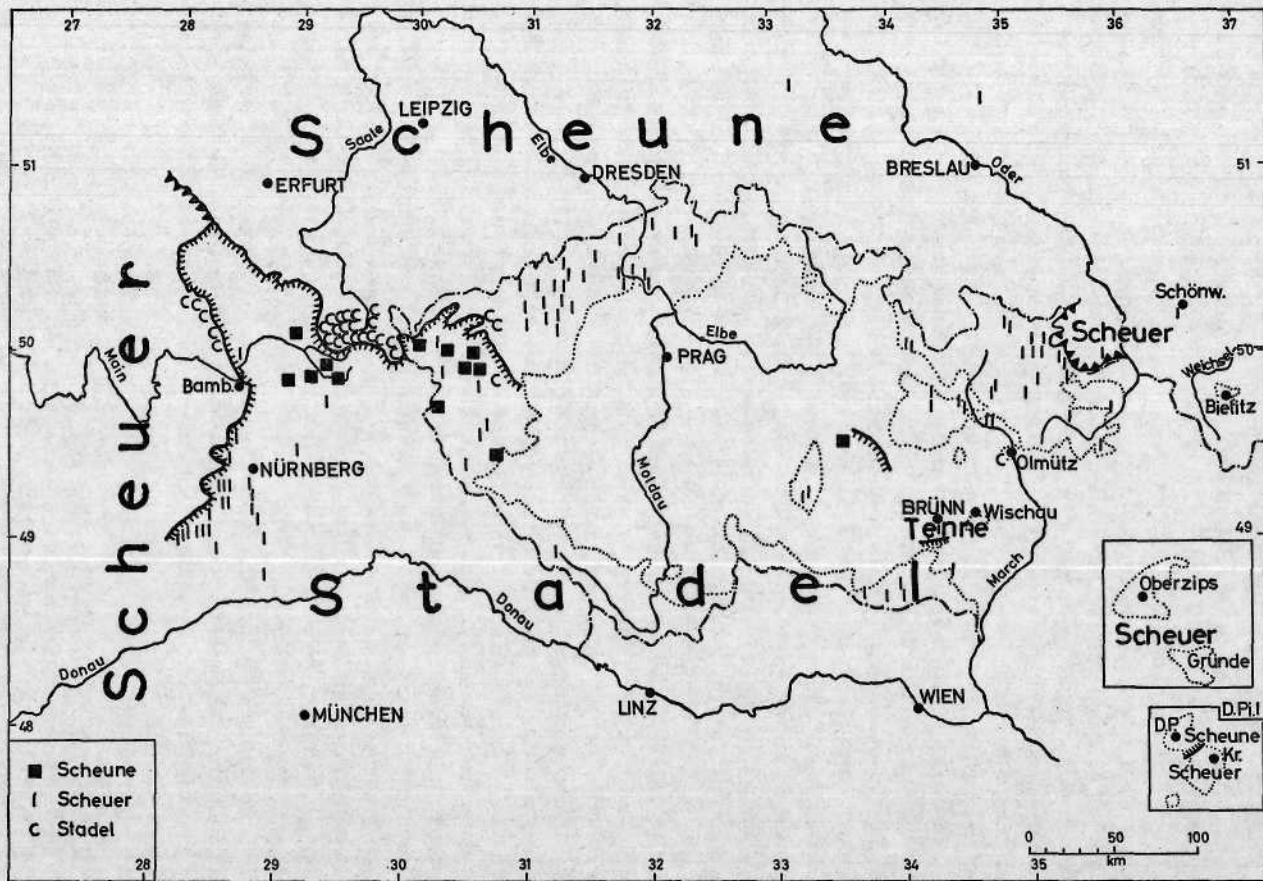 27 28 29 30 31 32 33 34 35 36 37
Scheune
LEIPZIG
Saale
Elbe
DRESDEN
BRESLAU
Oder
51
51
ERFURT
Scheuer
Schönw.
Scheuer
50
50
Main
Elbe
PRAG
Weichsel
Bamb.
Bielitz
Moldau
NÜRNBERG
Olmütz
BRÜNN
Wischau
Tenne
49
49
March
Stadel
Oberzips
Donau
Scheuer
Gründe
Donau
LINZ
WIEN
48
MÜNCHEN
D.Pi.l
D.P.
Scheune
Kr.
Scheuer
Scheune
Scheuer
c Stadel
0 50 100
km
28 29 30 31 32 33 34 35